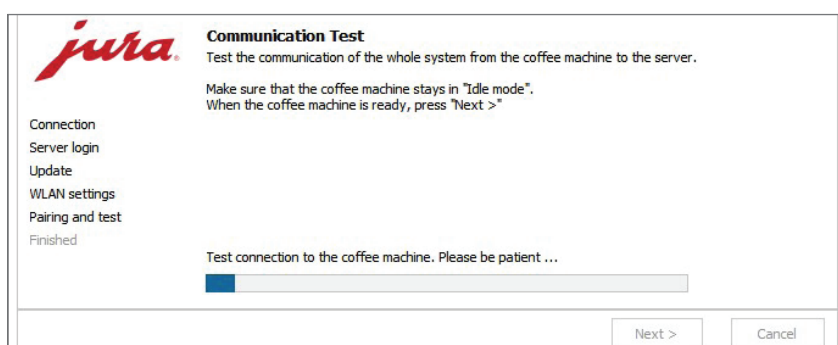 jura.
Communication Test
Test the communication of the whole system from the coffee machine to the server.
Make sure that the coffee machine stays in "Idle mode".
When the coffee machine is ready, press "Next >"
Connection
Server login
Update
WLAN settings
Pairing and test
Finished
Test connection to the coffee machine. Please be patient ...
Next >
Cancel